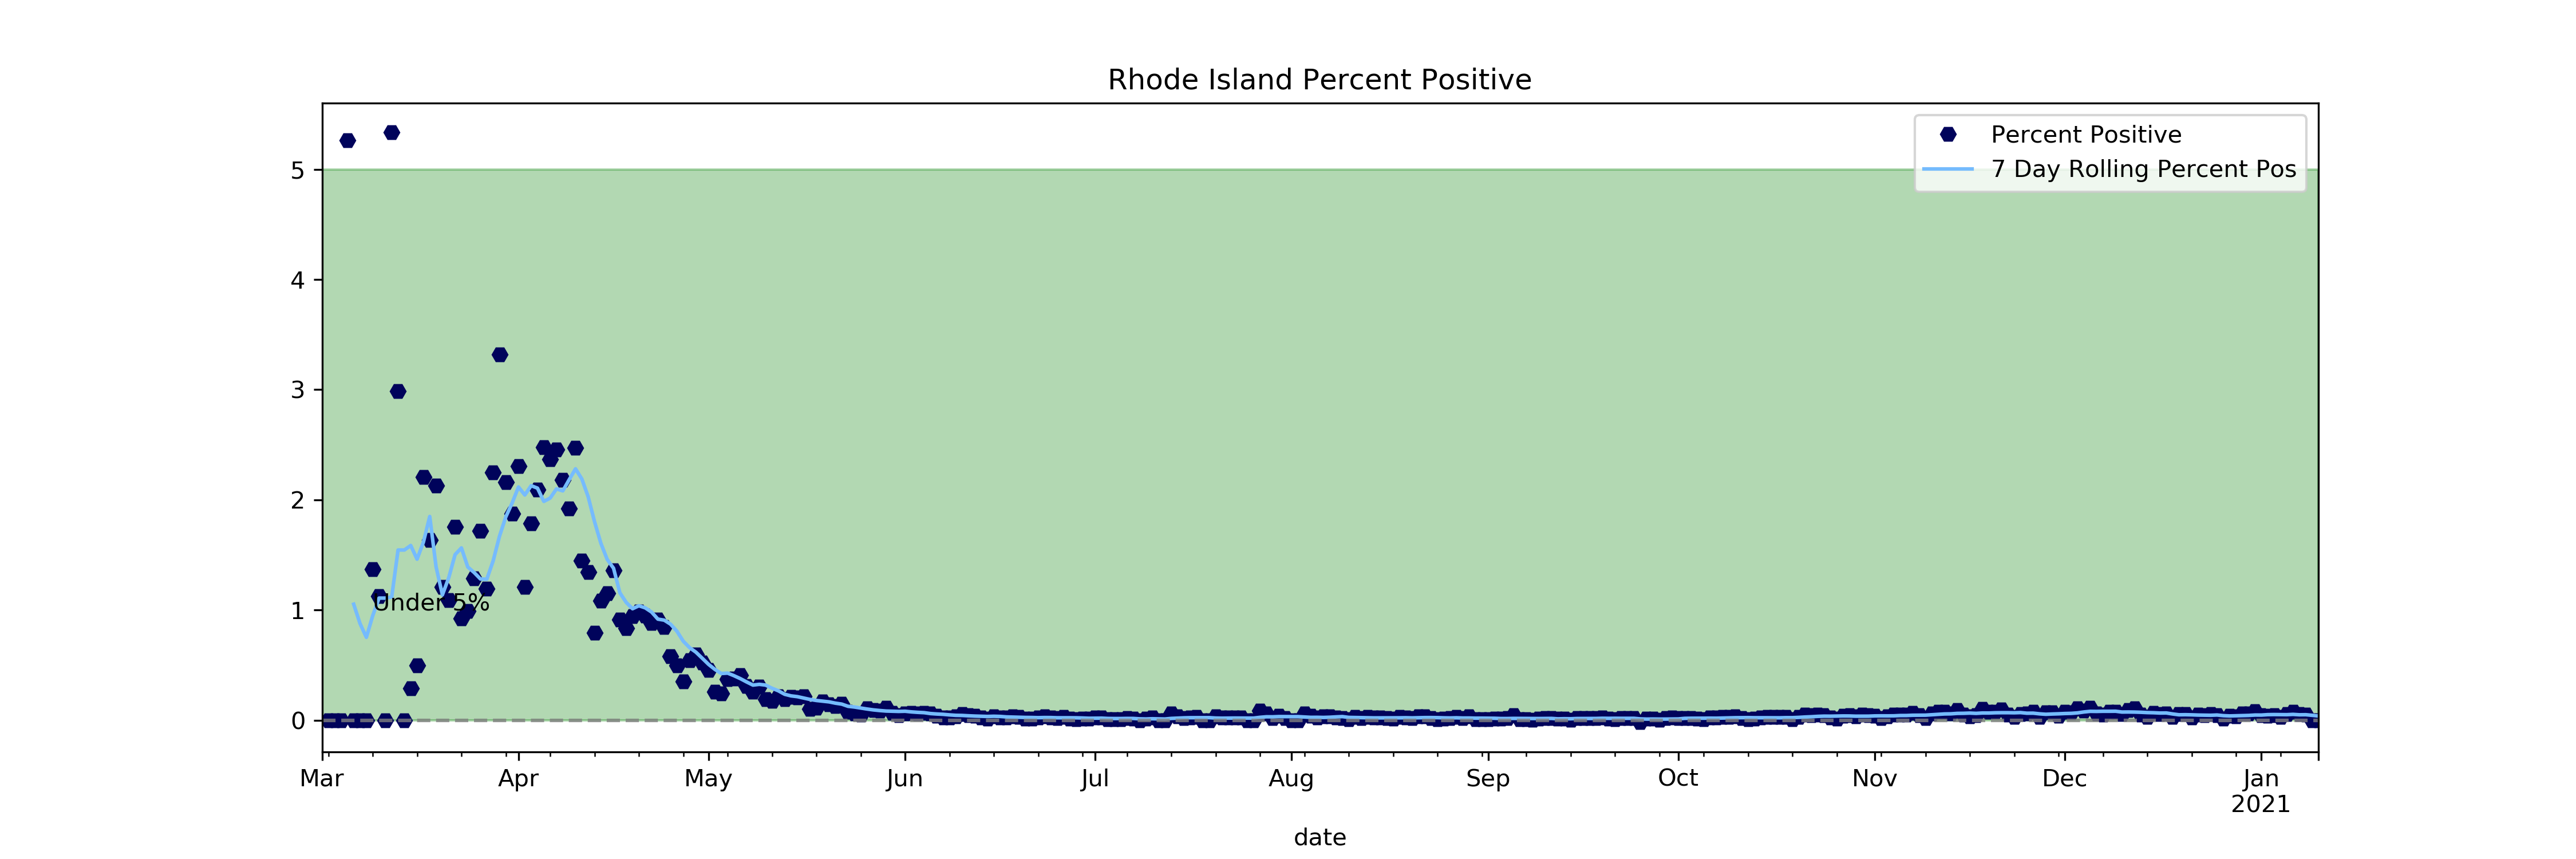 Rhode Island Percent Positive
Percent Positive
7 Day Rolling Percent Pos
5
4
3
2
1
0
Under 5%
Mar Apr May Jun Jul Aug Sep Oct Nov Dec Jan
2021
date